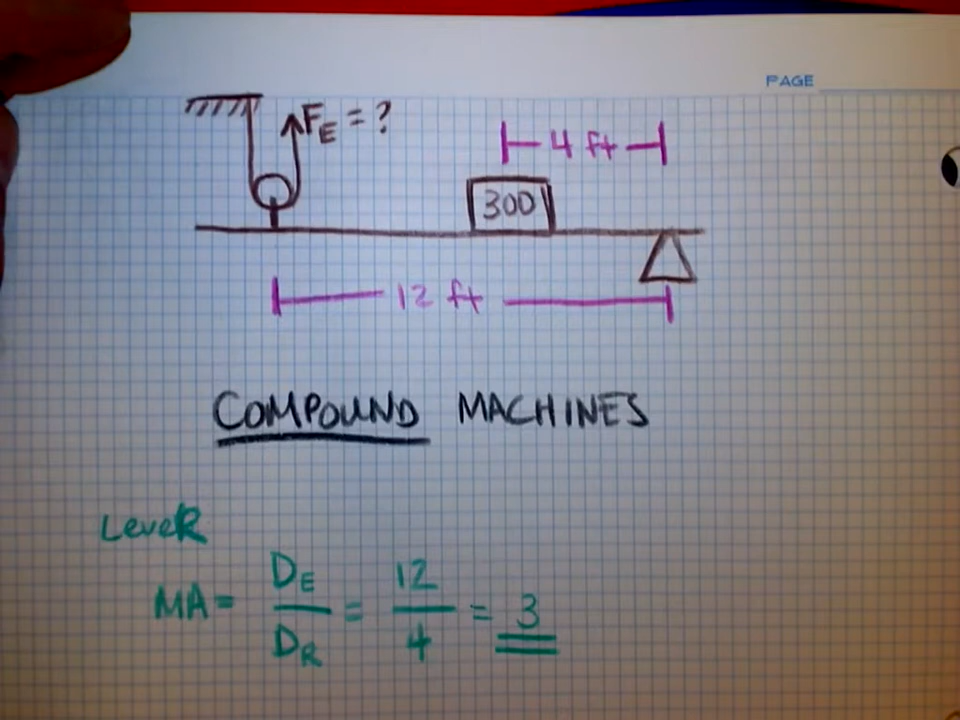 PAGE
F_E = ?
4 ft
300
12 ft
COMPOUND MACHINES
LeveR
MA = D_E / D_R = 12 / 4 = 3